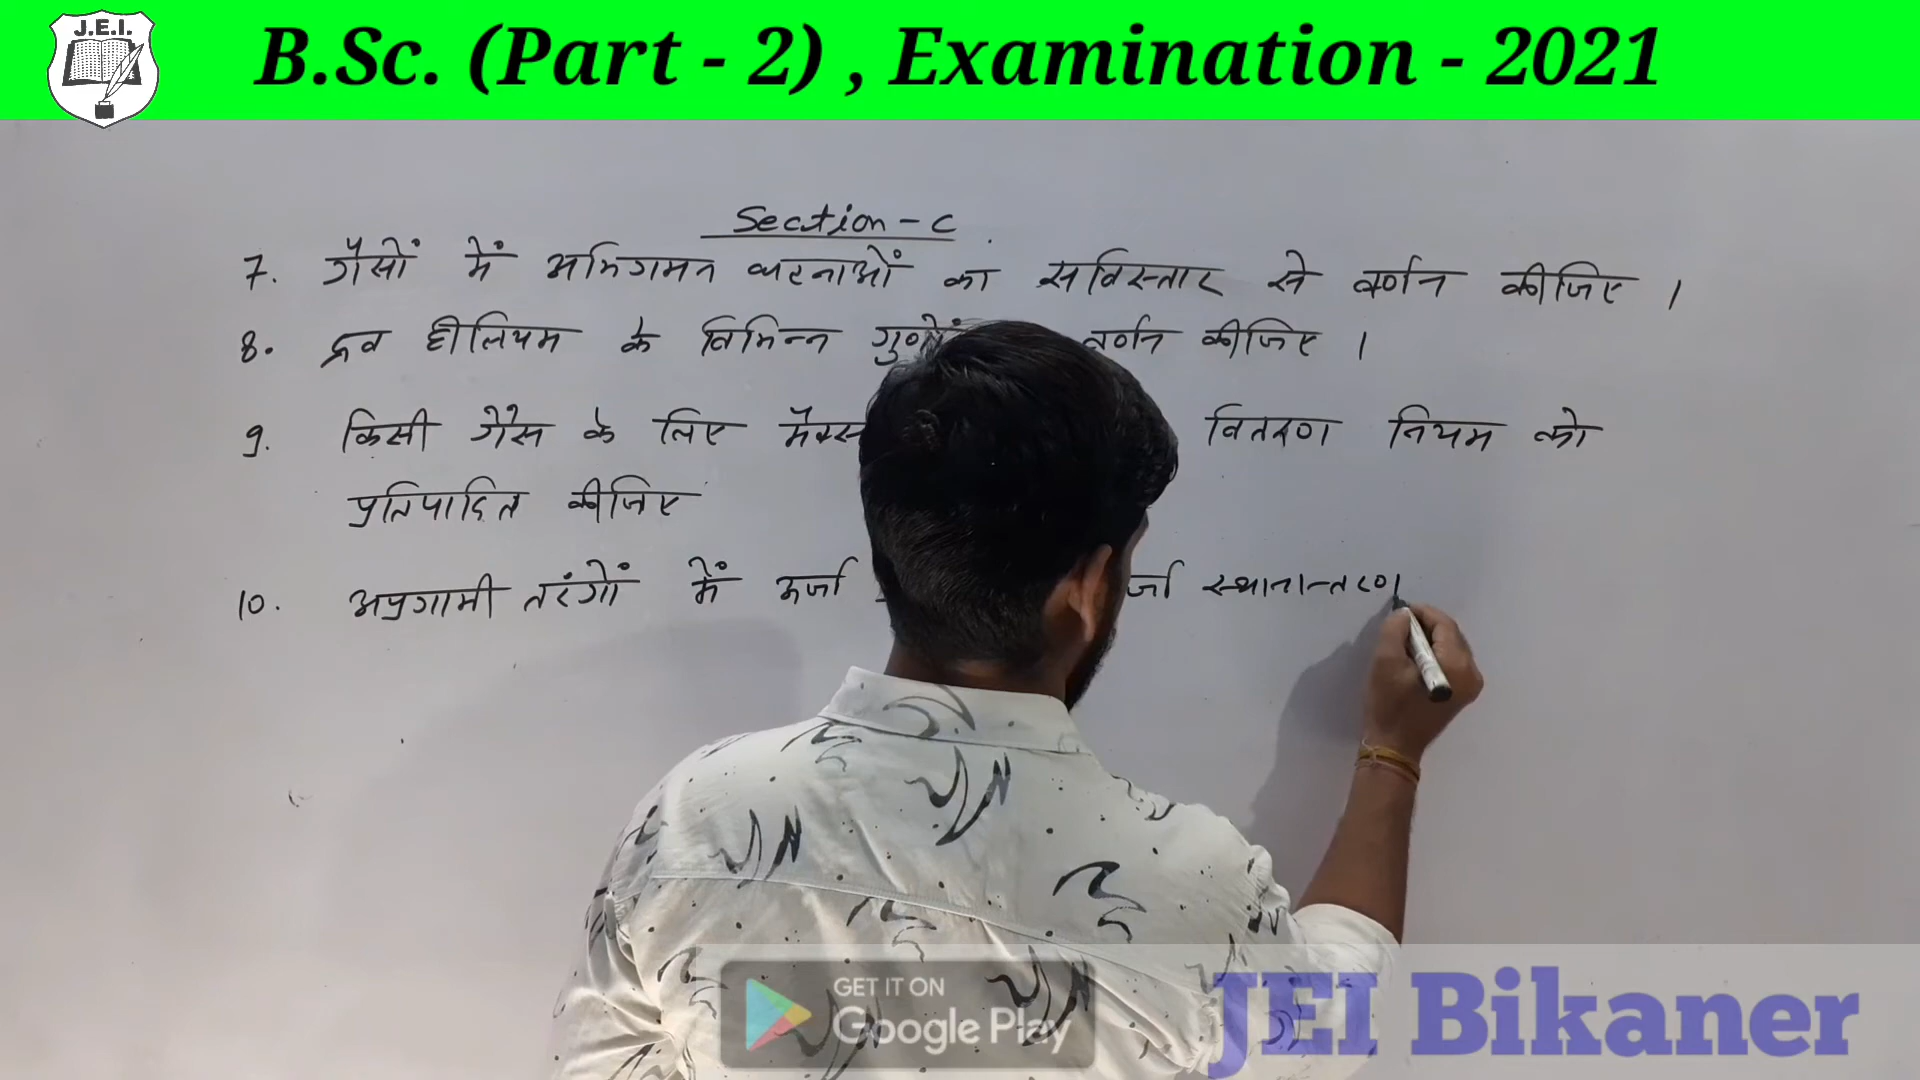 J.E.I.
B.Sc. (Part - 2) , Examination - 2021
Section - C
7. गैसों में अभिगमन घटनाओं का सविस्तार से वर्णन कीजिए ।
8. द्रव हीलियम के विभिन्न वर्णन कीजिए ।
9. किसी गैस के लिए वितरण नियम को
प्रतिपादित कीजिए
10. अप्रगामी तरंगों में ऊर्जा स्थानान्तरण
GET IT ON
Google Play
JEI Bikaner